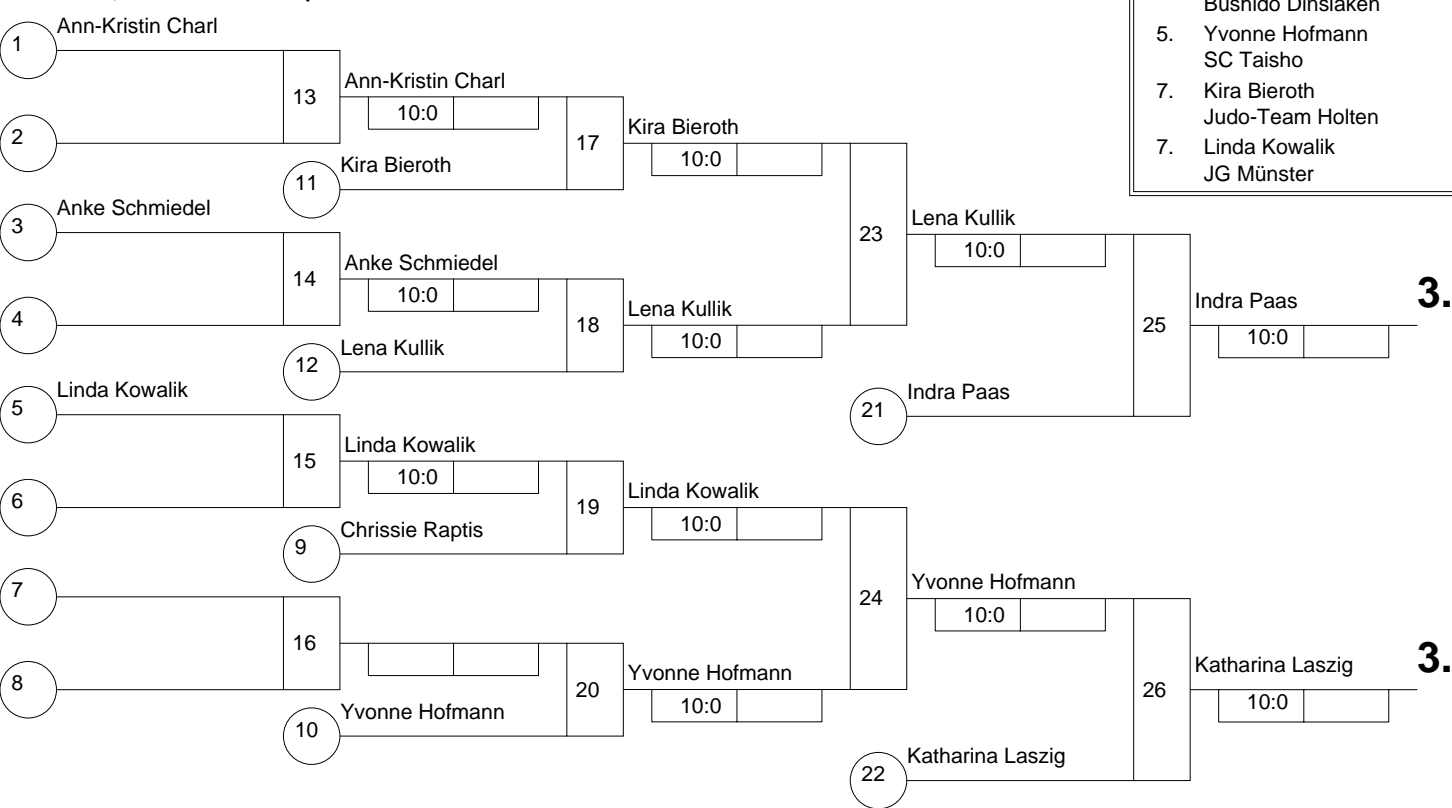 Bushido Dinslaken
5. Yvonne Hofmann
SC Taisho
7. Kira Bieroth
Judo-Team Holten
7. Linda Kowalik
JG Münster
1 Ann-Kristin Charl
13
Ann-Kristin Charl
10:0
2
17
Kira Bieroth
10:0
11 Kira Bieroth
3 Anke Schmiedel
23
Lena Kullik
10:0
14
Anke Schmiedel
10:0
4
18
Lena Kullik
10:0
12 Lena Kullik
25
Indra Paas
10:0
3.
5 Linda Kowalik
21 Indra Paas
15
Linda Kowalik
10:0
6
19
Linda Kowalik
10:0
9 Chrissie Raptis
7
24
Yvonne Hofmann
10:0
16
8
20
Yvonne Hofmann
10:0
10 Yvonne Hofmann
26
Katharina Laszig
10:0
3.
22 Katharina Laszig